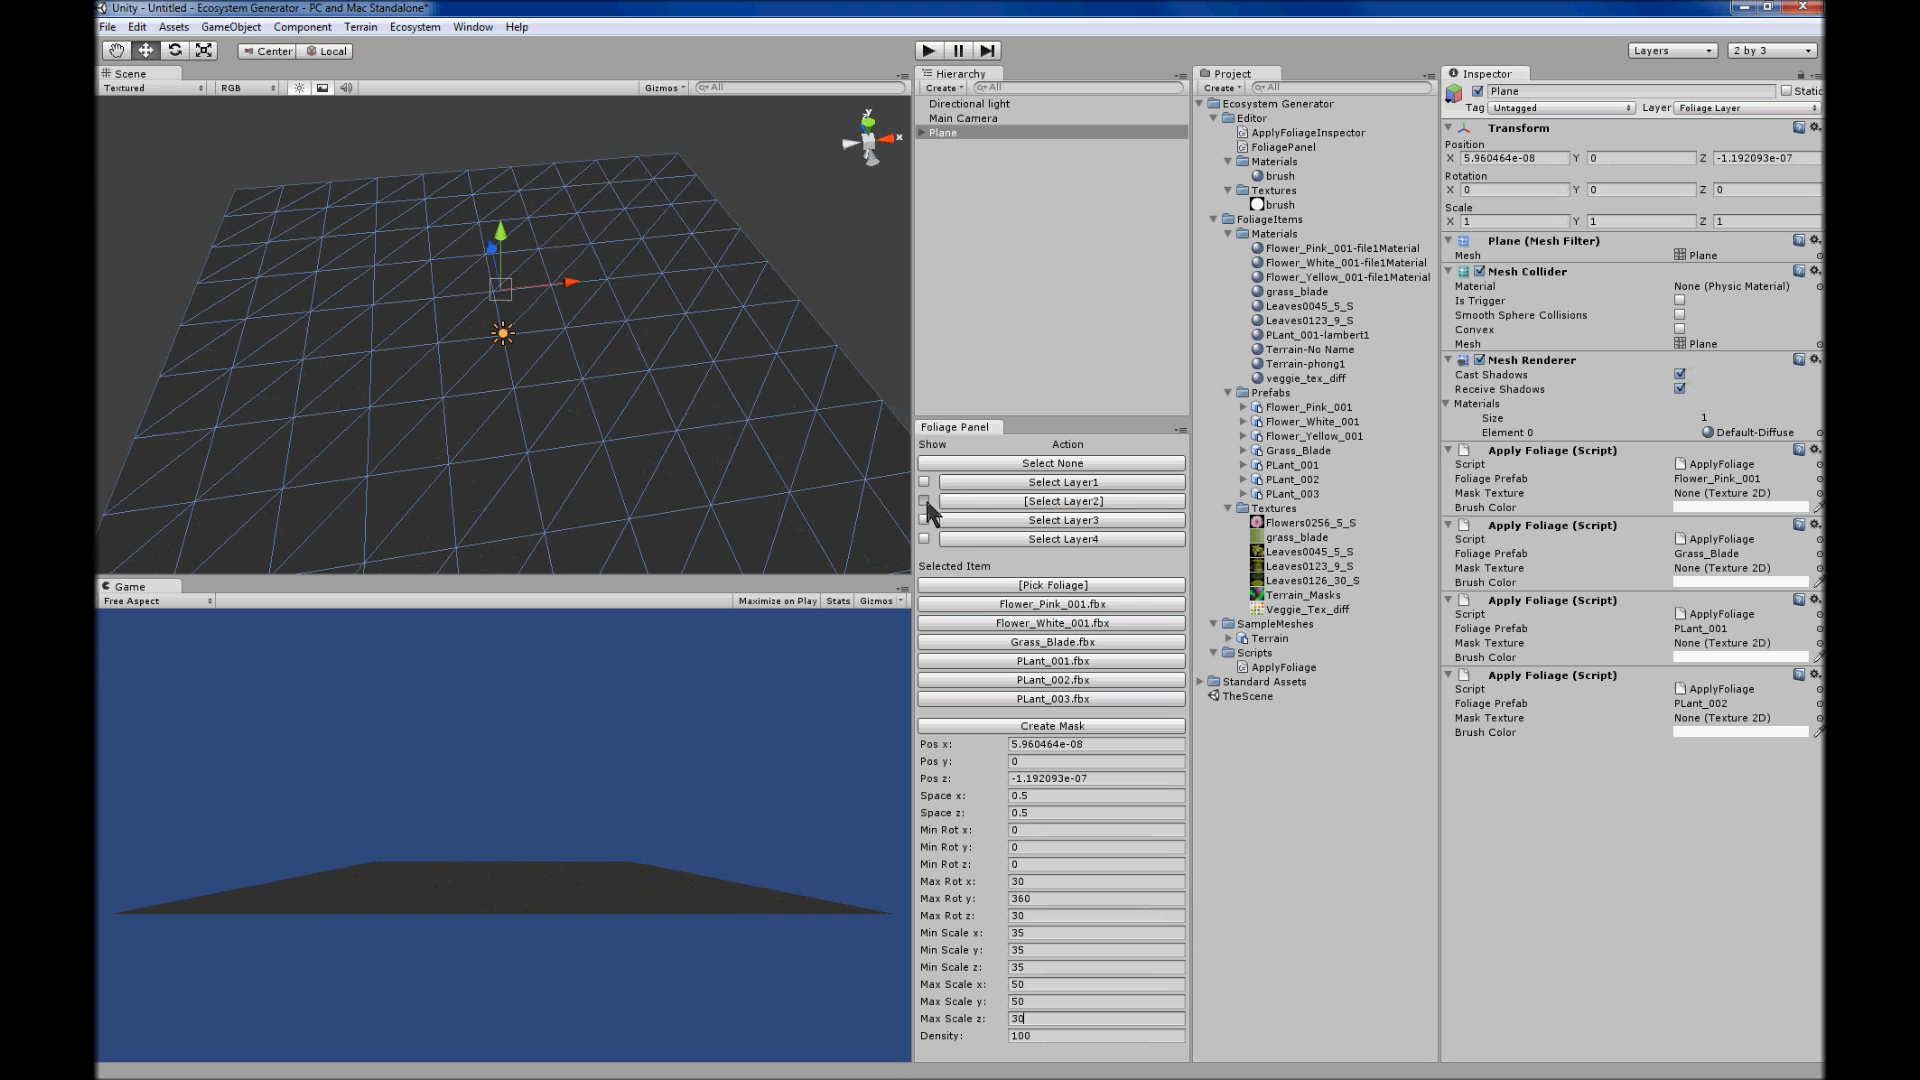 Unity - Untitled - Ecosystem Generator - PC and Mac Standalone*
File Edit Assets GameObject Component Terrain Ecosystem Window Help
Center Local
Layers 2 by 3
Scene
Textured RGB Gizmos All
y x
Game
Free Aspect Maximize on Play Stats Gizmos
Hierarchy
Create All
Directional light
Main Camera
Plane
Foliage Panel
Show Action
Select None
Select Layer1
[Select Layer2]
Select Layer3
Select Layer4
Selected Item
[Pick Foliage]
Flower_Pink_001.fbx
Flower_White_001.fbx
Grass_Blade.fbx
PLant_001.fbx
PLant_002.fbx
PLant_003.fbx
Create Mask
Pos x: 5.960464e-08
Pos y: 0
Pos z: -1.192093e-07
Space x: 0.5
Space z: 0.5
Min Rot x: 0
Min Rot y: 0
Min Rot z: 0
Max Rot x: 30
Max Rot y: 360
Max Rot z: 30
Min Scale x: 35
Min Scale y: 35
Min Scale z: 35
Max Scale x: 50
Max Scale y: 50
Max Scale z: 30
Density: 100
Project
Create All
Ecosystem Generator
Editor
ApplyFoliageInspector
FoliagePanel
Materials
brush
Textures
brush
FoliageItems
Materials
Flower_Pink_001-file1Material
Flower_White_001-file1Material
Flower_Yellow_001-file1Material
grass_blade
Leaves0045_5_S
Leaves0123_9_S
PLant_001-lambert1
Terrain-No Name
Terrain-phong1
veggie_tex_diff
Prefabs
Flower_Pink_001
Flower_White_001
Flower_Yellow_001
Grass_Blade
PLant_001
PLant_002
PLant_003
Textures
Flowers0256_5_S
grass_blade
Leaves0045_5_S
Leaves0123_9_S
Leaves0126_30_S
Terrain_Masks
Veggie_Tex_diff
SampleMeshes
Terrain
Scripts
ApplyFoliage
Standard Assets
TheScene
Inspector
Plane Static
Tag Untagged Layer Foliage Layer
Transform
Position
X 5.960464e-08 Y 0 Z -1.192093e-07
Rotation
X 0 Y 0 Z 0
Scale
X 1 Y 1 Z 1
Plane (Mesh Filter)
Mesh Plane
Mesh Collider
Material None (Physic Material)
Is Trigger
Smooth Sphere Collisions
Convex
Mesh Plane
Mesh Renderer
Cast Shadows
Receive Shadows
Materials
Size 1
Element 0 Default-Diffuse
Apply Foliage (Script)
Script ApplyFoliage
Foliage Prefab Flower_Pink_001
Mask Texture None (Texture 2D)
Brush Color
Apply Foliage (Script)
Script ApplyFoliage
Foliage Prefab Grass_Blade
Mask Texture None (Texture 2D)
Brush Color
Apply Foliage (Script)
Script ApplyFoliage
Foliage Prefab PLant_001
Mask Texture None (Texture 2D)
Brush Color
Apply Foliage (Script)
Script ApplyFoliage
Foliage Prefab PLant_002
Mask Texture None (Texture 2D)
Brush Color